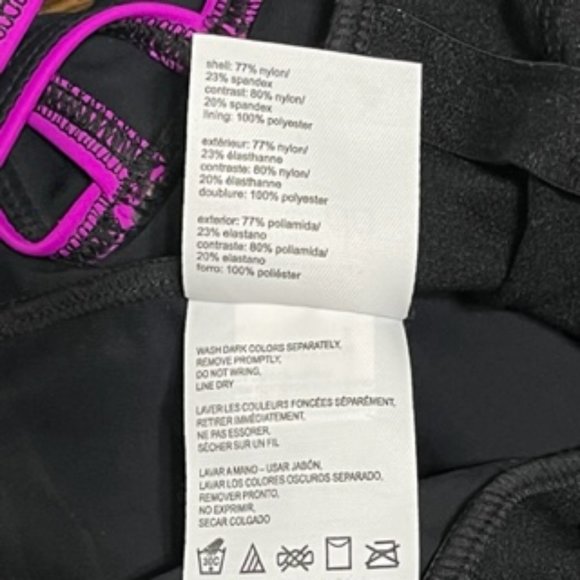 shell: 77% nylon/
23% spandex
contrast: 80% nylon/
20% spandex
lining: 100% polyester
extérieur: 77% nylon/
23% élasthanne
contraste: 80% nylon/
20% élasthanne
doublure: 100% polyester
exterior: 77% poliamida/
23% elastano
contraste: 80% poliamida/
20% elastano
forro: 100% poliéster
WASH DARK COLORS SEPARATELY,
REMOVE PROMPTLY,
DO NOT WRING,
LINE DRY
LAVER LES COULEURS FONCÉES SÉPARÉMENT,
RETIRER IMMÉDIATEMENT,
NE PAS ESSORER,
SÉCHER SUR UN FIL
LAVAR A MANO - USAR JABÓN,
LAVAR LOS COLORES OSCUROS SEPARADO,
REMOVER PRONTO,
NO EXPRIMIR,
SECAR COLGADO
30C